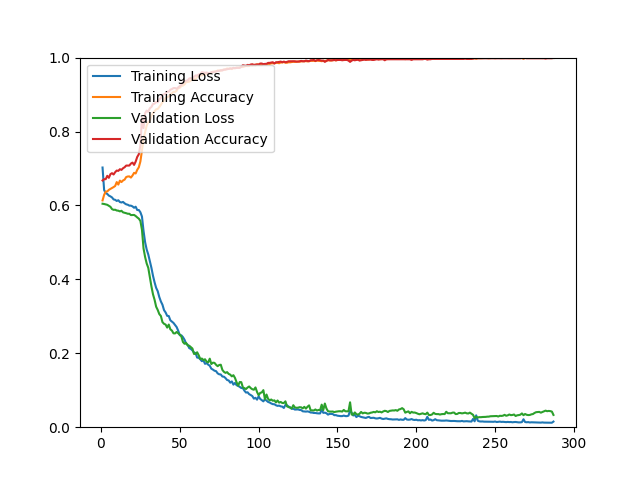 1.0
0.8
0.6
0.4
0.2
0.0
Training Loss
Training Accuracy
Validation Loss
Validation Accuracy
0 50 100 150 200 250 300